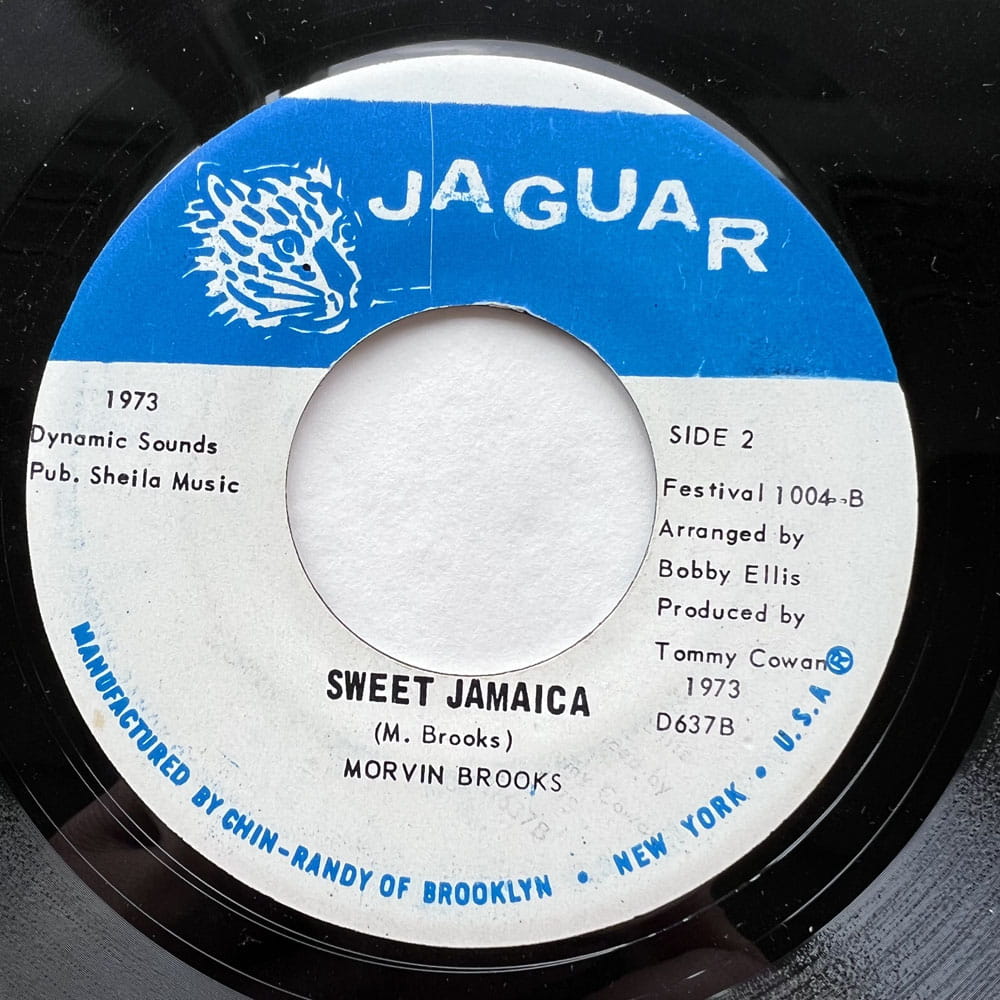 JAGUAR
1973
Dynamic Sounds
Pub. Sheila Music
SIDE 2
Festival 1004-B
Arranged by
Bobby Ellis
Produced by
Tommy Cowan ®
1973
D637B
SWEET JAMAICA
(M. Brooks)
MORVIN BROOKS
MANUFACTURED BY CHIN-RANDY OF BROOKLYN • NEW YORK • U.S.A